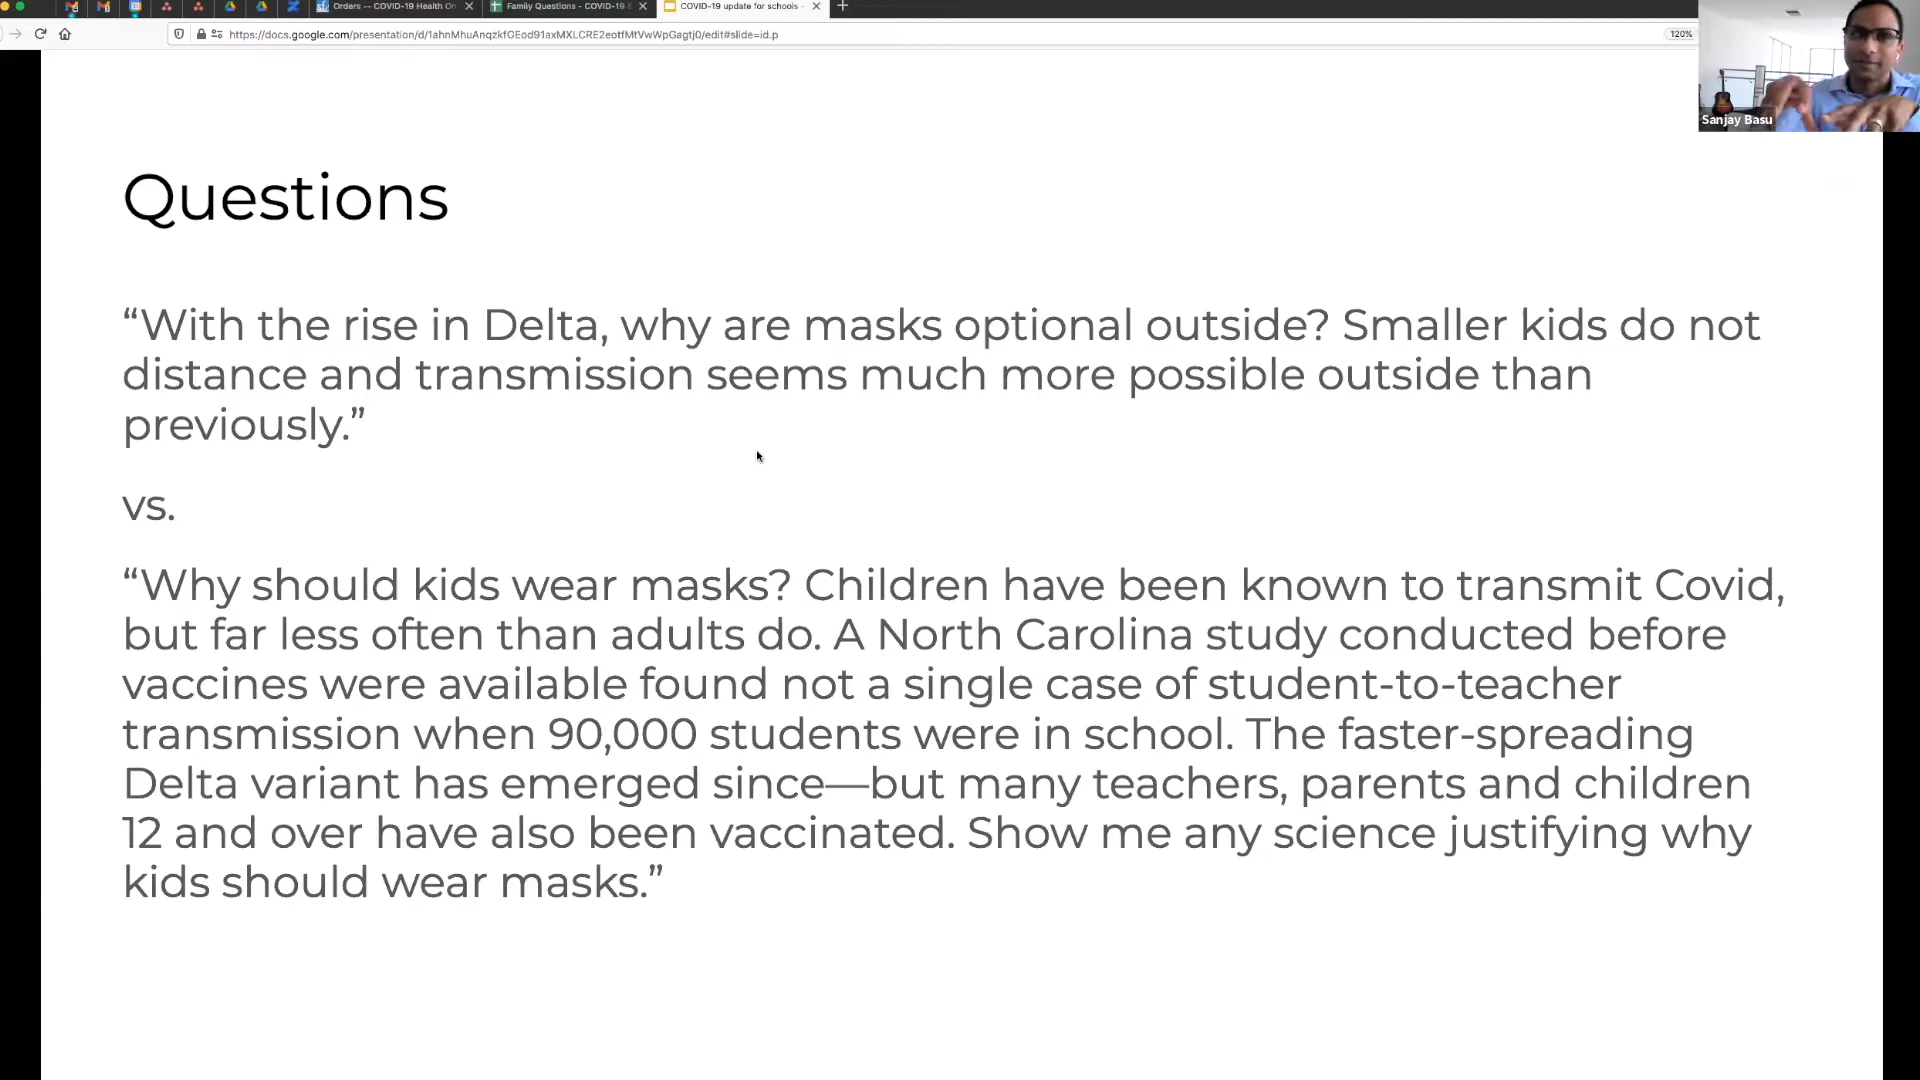 Orders -- COVID-19 Health Or
Family Questions - COVID-19 &
COVID-19 update for schools -
https://docs.google.com/presentation/d/1ahnMhuAnqzkfGEod91axMXLCRE2eotfMtVwWpGagtj0/edit#slide=id.p
120%
Sanjay Basu
Questions
“With the rise in Delta, why are masks optional outside? Smaller kids do not
distance and transmission seems much more possible outside than
previously.”
vs.
“Why should kids wear masks? Children have been known to transmit Covid,
but far less often than adults do. A North Carolina study conducted before
vaccines were available found not a single case of student-to-teacher
transmission when 90,000 students were in school. The faster-spreading
Delta variant has emerged since—but many teachers, parents and children
12 and over have also been vaccinated. Show me any science justifying why
kids should wear masks.”